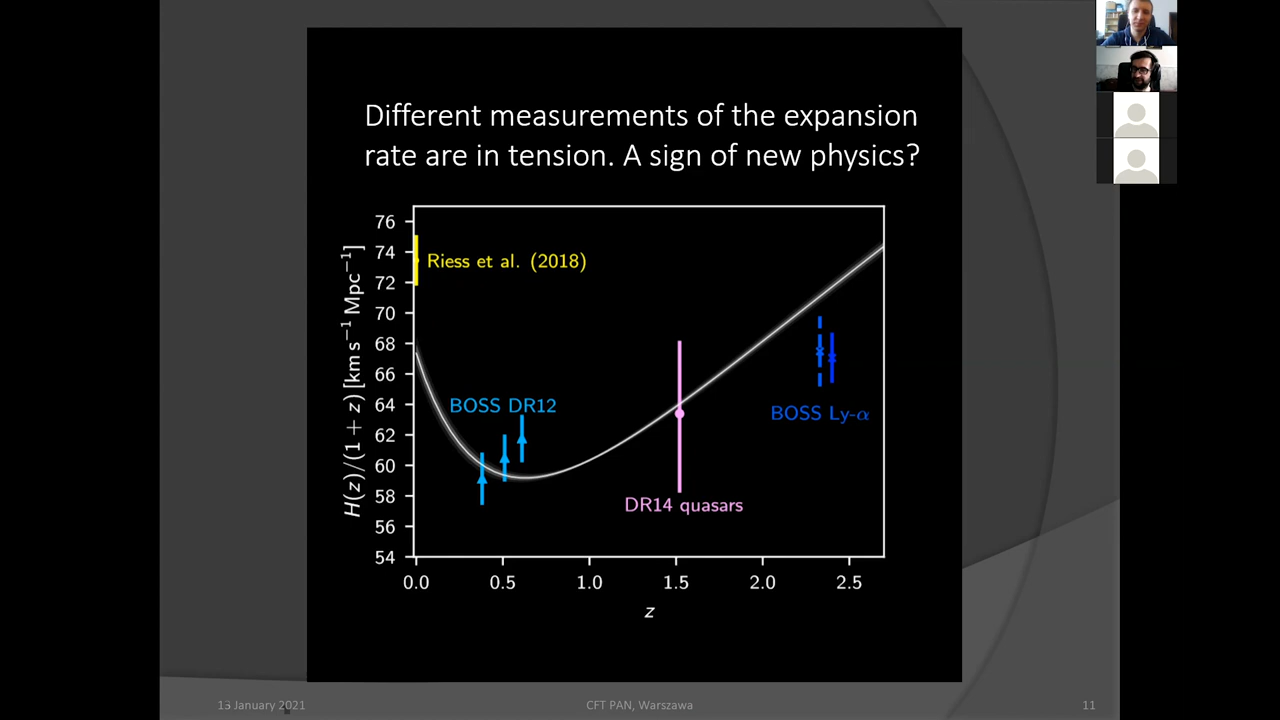 Different measurements of the expansion
rate are in tension. A sign of new physics?
76
74
72
70
68
66
64
62
60
58
56
54
H(z)/(1 + z) [km s⁻¹ Mpc⁻¹]
Riess et al. (2018)
BOSS DR12
DR14 quasars
BOSS Ly-α
0.0 0.5 1.0 1.5 2.0 2.5
z
13 January 2021 CFT PAN, Warszawa 11